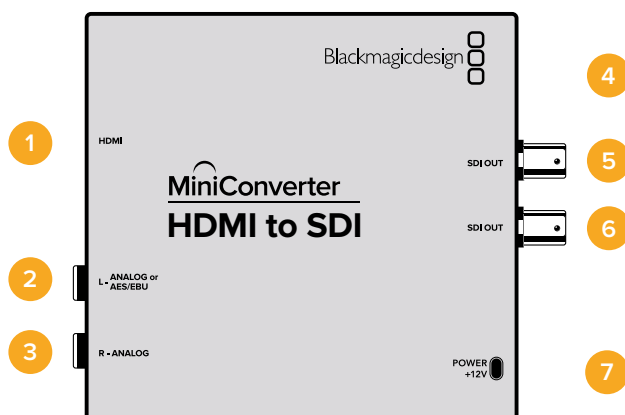 Blackmagicdesign
4
1
HDMI
5
SDI OUT
MiniConverter
HDMI to SDI
6
SDI OUT
2
L - ANALOG or
AES/EBU
3
R - ANALOG
POWER
+12V
7